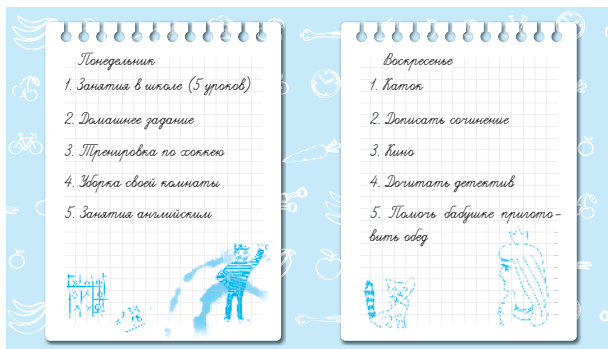 Понедельник
1. Занятия в школе (5 уроков)
2. Домашнее задание
3. Тренировка по хоккею
4. Уборка своей комнаты
5. Занятия английским
Воскресенье
1. Каток
2. Дописать сочинение
3. Кино
4. Дочитать детектив
5. Помочь бабушке пригото-
вить обед